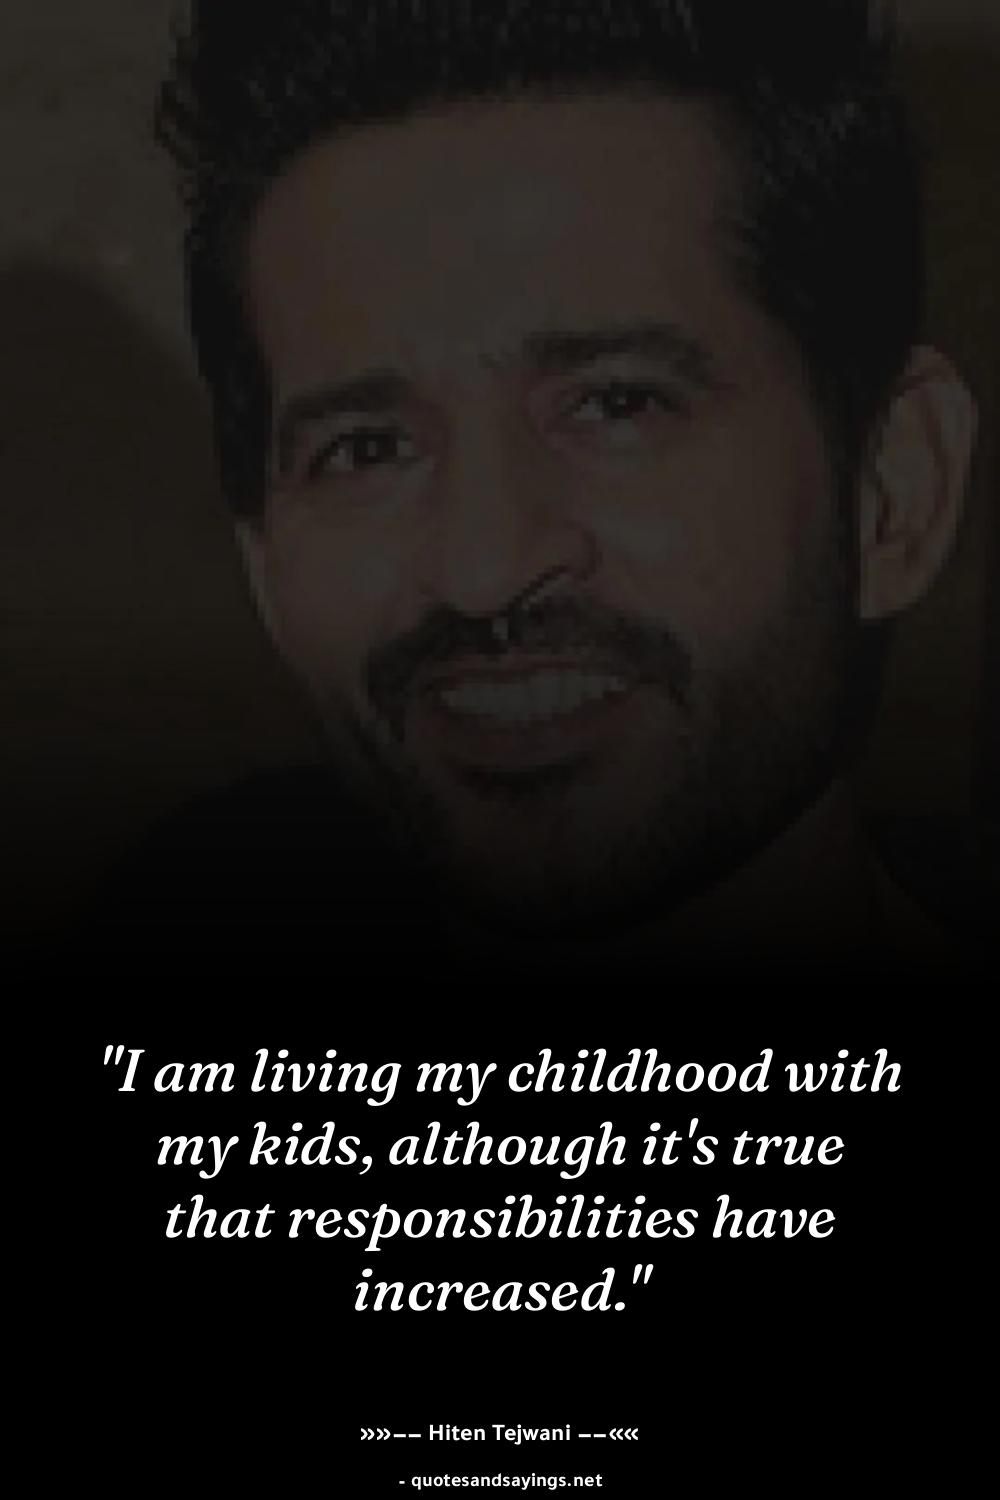 "I am living my childhood with
my kids, although it's true
that responsibilities have
increased."
»»−− Hiten Tejwani −−««
- quotesandsayings.net